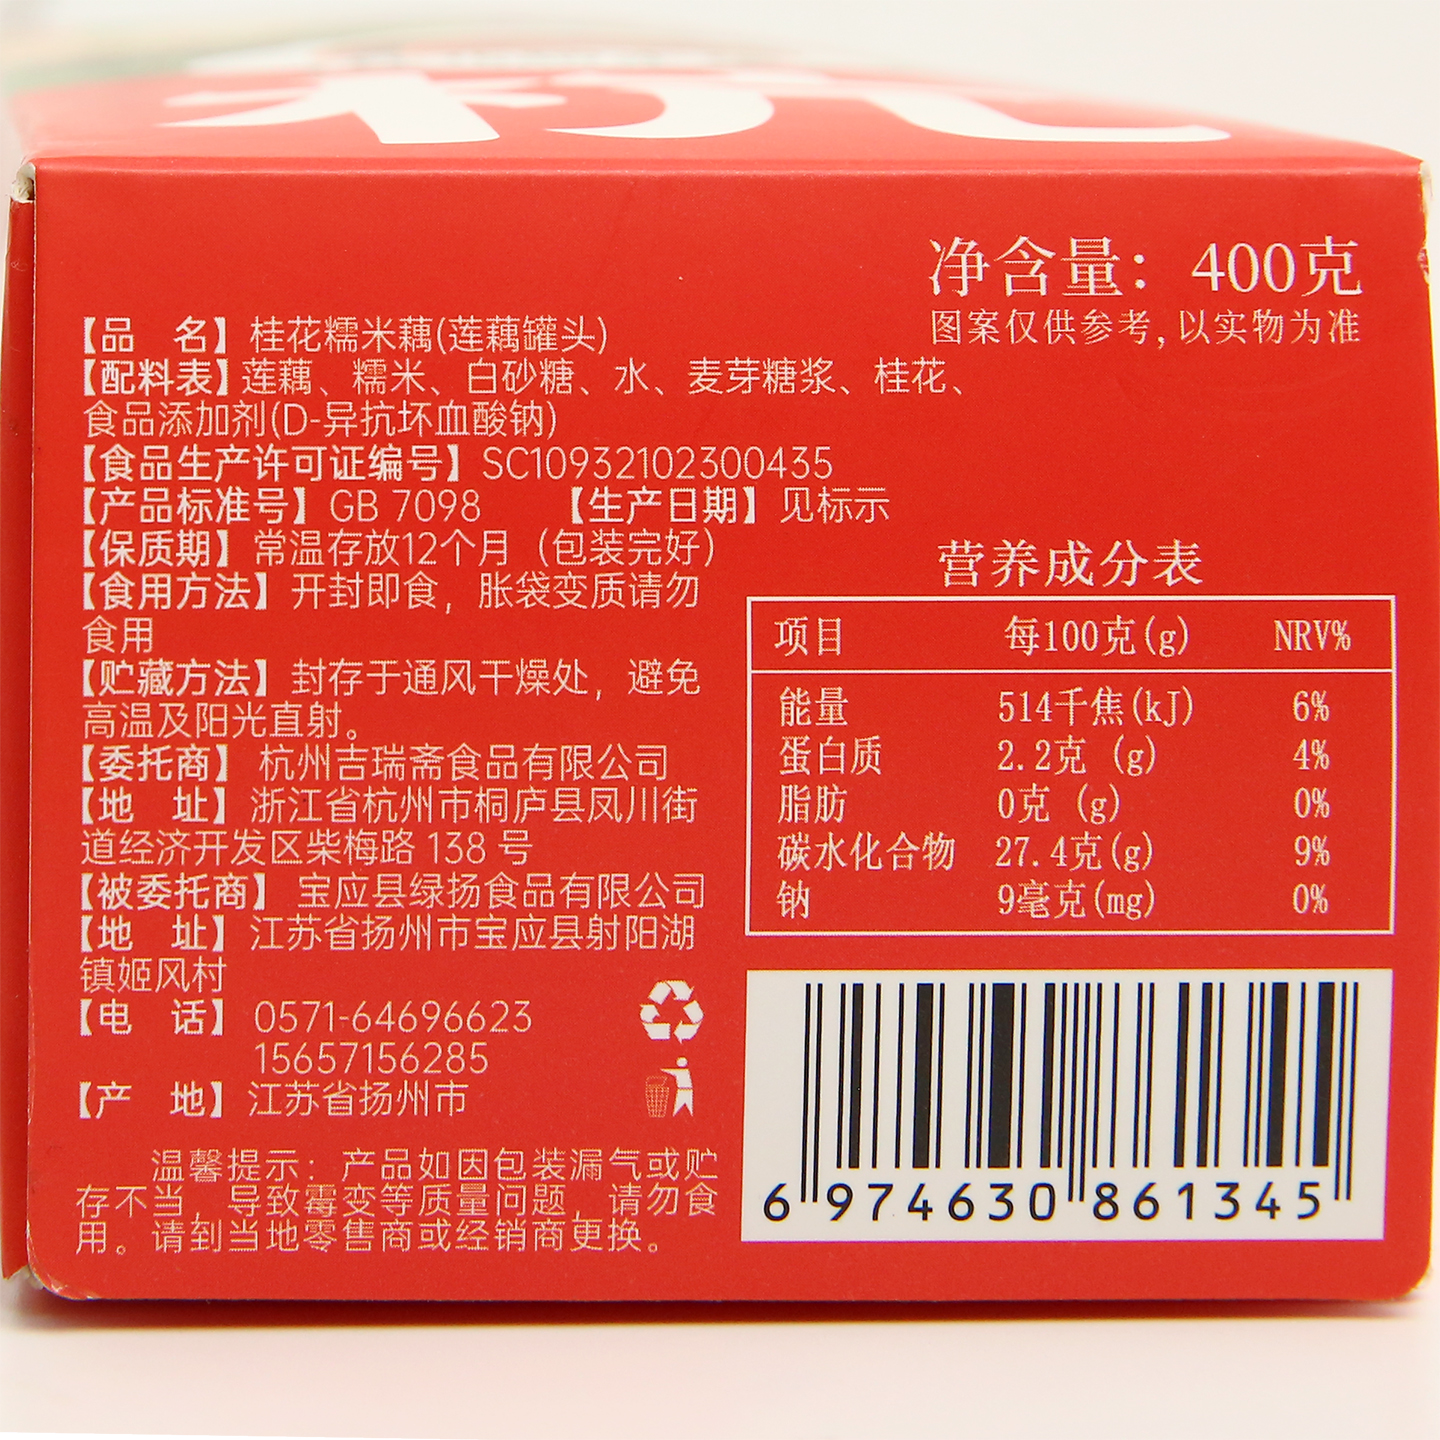 净含量：400克
图案仅供参考，以实物为准
【品 名】桂花糯米藕(莲藕罐头)
【配料表】莲藕、糯米、白砂糖、水、麦芽糖浆、桂花、
食品添加剂(D-异抗坏血酸钠)
【食品生产许可证编号】SC10932102300435
【产品标准号】GB 7098 【生产日期】见标示
【保质期】常温存放12个月（包装完好）
【食用方法】开封即食，胀袋变质请勿
食用
【贮藏方法】封存于通风干燥处，避免
高温及阳光直射。
【委托商】杭州吉瑞斋食品有限公司
【地 址】浙江省杭州市桐庐县凤川街
道经济开发区柴梅路 138 号
【被委托商】宝应县绿扬食品有限公司
【地 址】江苏省扬州市宝应县射阳湖
镇姬风村
【电 话】0571-64696623
15657156285
【产 地】江苏省扬州市
温馨提示：产品如因包装漏气或贮
存不当，导致霉变等质量问题，请勿食
用。请到当地零售商或经销商更换。
营养成分表
项目 每100克(g) NRV%
能量 514千焦(kJ) 6%
蛋白质 2.2克 (g) 4%
脂肪 0克 (g) 0%
碳水化合物 27.4克(g) 9%
钠 9毫克(mg) 0%
6 974630 861345